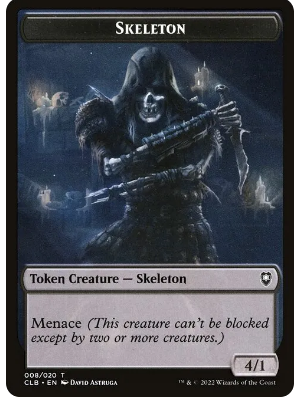 SKELETON
Token Creature — Skeleton
Menace (This creature can't be blocked
except by two or more creatures.)
4/1
008/020 T
CLB • EN DAVID ASTRUGA
™ & © 2022 Wizards of the Coast